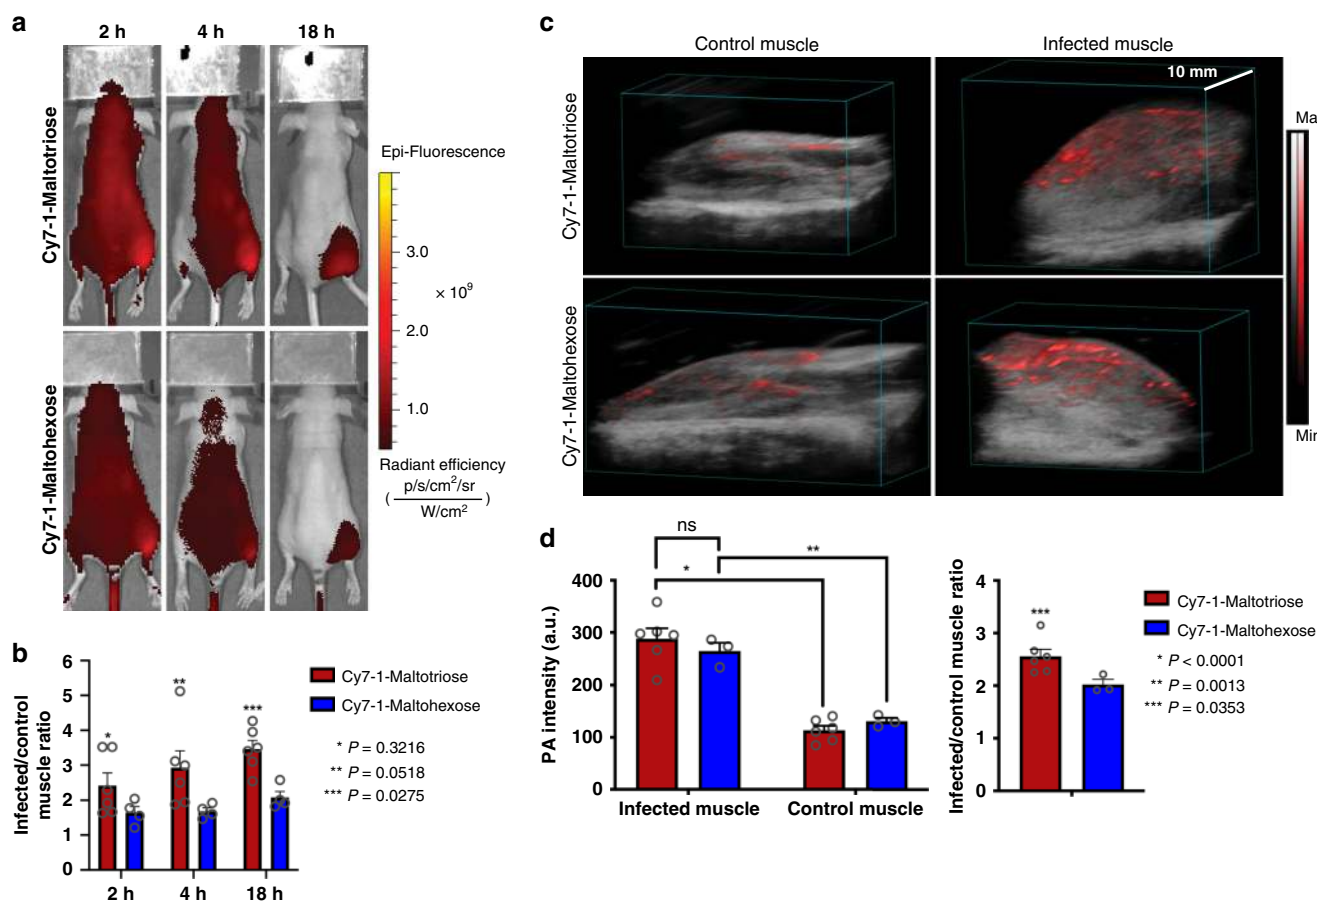 a
2 h 4 h 18 h
Cy7-1-Maltotriose
Cy7-1-Maltohexose
Epi-Fluorescence
3.0
× 10⁹
2.0
1.0
Radiant efficiency
( p/s/cm²/sr )
W/cm²
b
Infected/control
muscle ratio
6
5
4
3
2
1
0
2 h 4 h 18 h
* ** ***
Cy7-1-Maltotriose
Cy7-1-Maltohexose
* P = 0.3216
** P = 0.0518
*** P = 0.0275
c
Control muscle Infected muscle
Cy7-1-Maltotriose
Cy7-1-Maltohexose
10 mm
Ma
Mir
d
PA intensity (a.u.)
400
300
200
100
0
ns
*
**
Infected muscle Control muscle
Infected/control muscle ratio
4
3
2
1
0
***
Cy7-1-Maltotriose
Cy7-1-Maltohexose
* P < 0.0001
** P = 0.0013
*** P = 0.0353